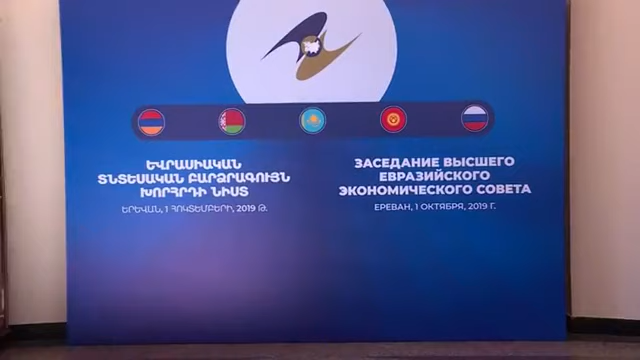 ԵՎՐԱՍԻԱԿԱՆ
ՏՆՏԵՍԱԿԱՆ ԲԱՐՁՐԱԳՈՒՅՆ
ԽՈՐՀՐԴԻ ՆԻՍՏ
ԵՐԵՎԱՆ, 1 ՀՈԿՏԵՄԲԵՐԻ, 2019 Թ.
ЗАСЕДАНИЕ ВЫСШЕГО
ЕВРАЗИЙСКОГО
ЭКОНОМИЧЕСКОГО СОВЕТА
ЕРЕВАН, 1 ОКТЯБРЯ, 2019 Г.